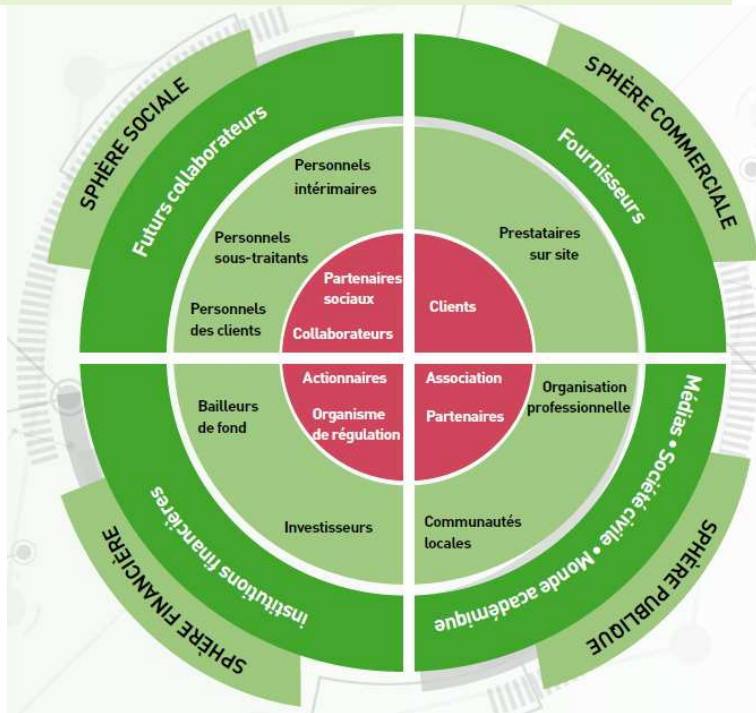 SPHÈRE SOCIALE
Futurs collaborateurs
Personnels
intérimaires
Personnels
sous-traitants
Personnels
des clients
Partenaires
sociaux
Collaborateurs
SPHÈRE COMMERCIALE
Fournisseurs
Prestataires
sur site
Clients
Actionnaires
Organisme
de régulation
Bailleurs
de fond
Investisseurs
institutions financières
SPHÈRE FINANCIÈRE
Association
Partenaires
Organisation
professionnelle
Communautés
locales
Médias • Société civile • Monde académique
SPHÈRE PUBLIQUE